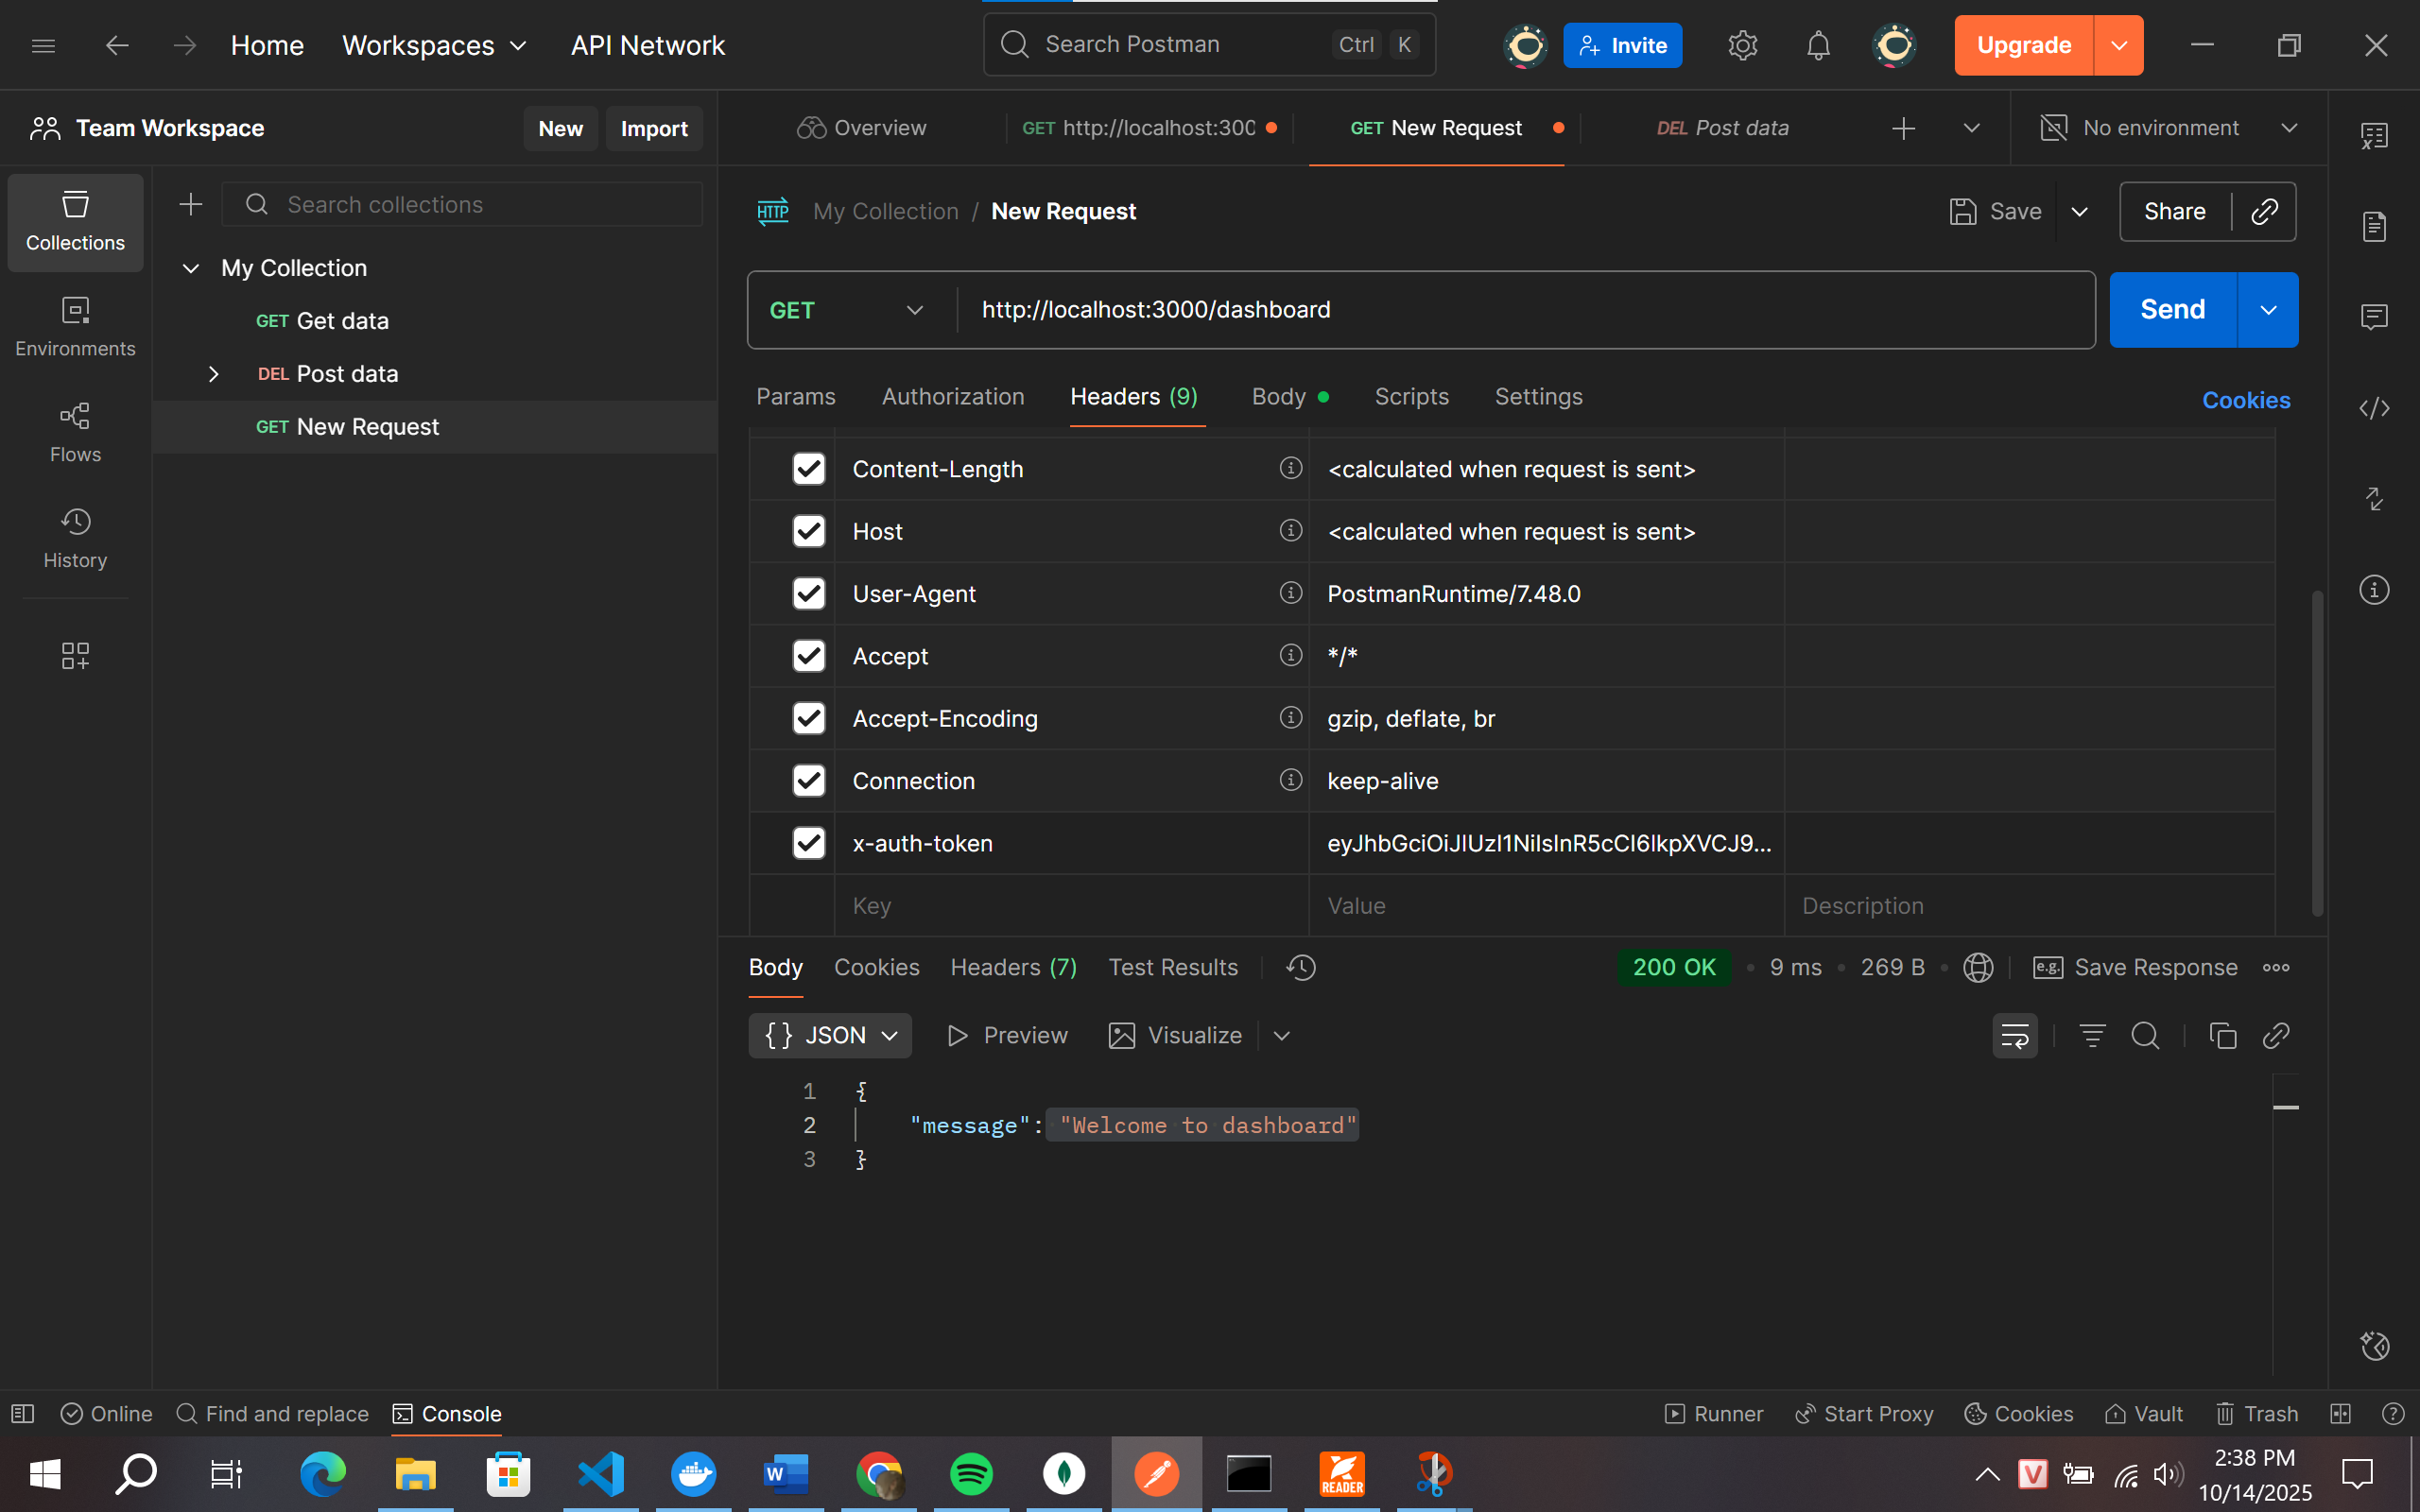 Home
Workspaces
API Network
Search Postman
Ctrl
K
Invite
Upgrade
Team Workspace
New
Import
Overview
GET http://localhost:300
GET New Request
DEL Post data
No environment
Collections
Environments
Flows
History
Search collections
My Collection
GET Get data
DEL Post data
GET New Request
HTTP
My Collection / New Request
Save
Share
GET
http://localhost:3000/dashboard
Send
Params
Authorization
Headers (9)
Body
Scripts
Settings
Cookies
Content-Length
<calculated when request is sent>
Host
<calculated when request is sent>
User-Agent
PostmanRuntime/7.48.0
Accept
*/*
Accept-Encoding
gzip, deflate, br
Connection
keep-alive
x-auth-token
eyJhbGciOiJIUzI1NiIsInR5cCI6IkpXVCJ9...
Key
Value
Description
Body
Cookies
Headers (7)
Test Results
200 OK
9 ms
269 B
e.g.
Save Response
{} JSON
Preview
Visualize
1 {
2 "message": "Welcome to dashboard"
3 }
Online
Find and replace
Console
Runner
Start Proxy
Cookies
Vault
Trash
W
READER
V
2:38 PM
10/14/2025